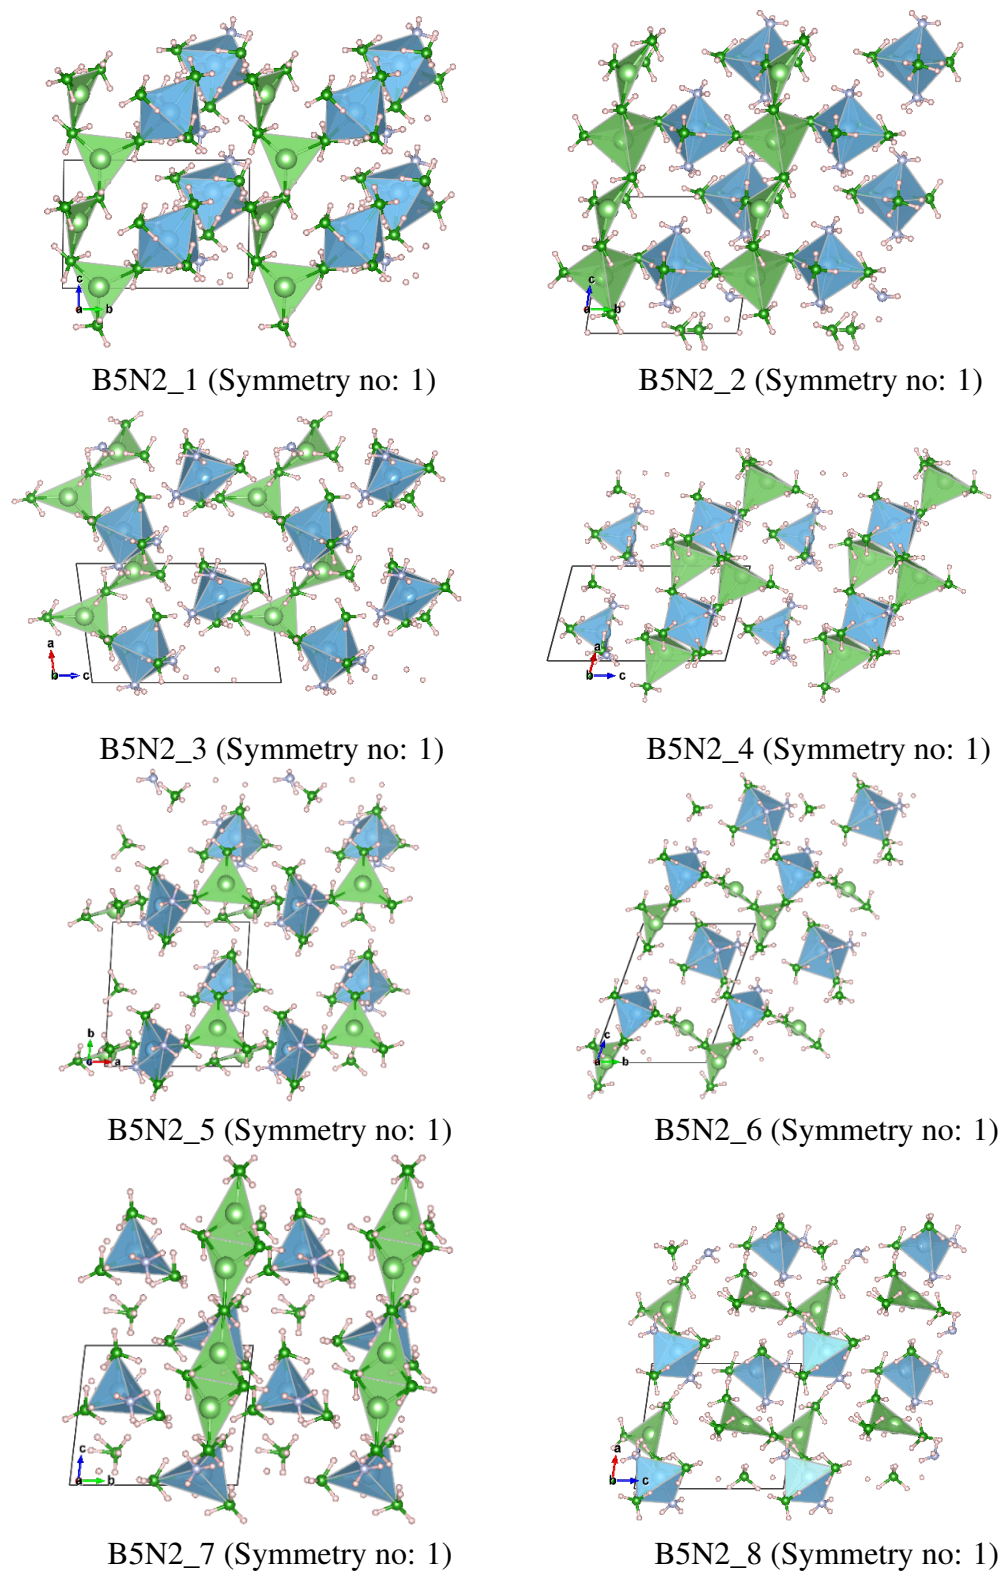 c
a b
c
a b
B5N2_1 (Symmetry no: 1)
B5N2_2 (Symmetry no: 1)
a
b c
a
b c
B5N2_3 (Symmetry no: 1)
B5N2_4 (Symmetry no: 1)
b
c a
c
a b
B5N2_5 (Symmetry no: 1)
B5N2_6 (Symmetry no: 1)
c
a b
a
b c
B5N2_7 (Symmetry no: 1)
B5N2_8 (Symmetry no: 1)